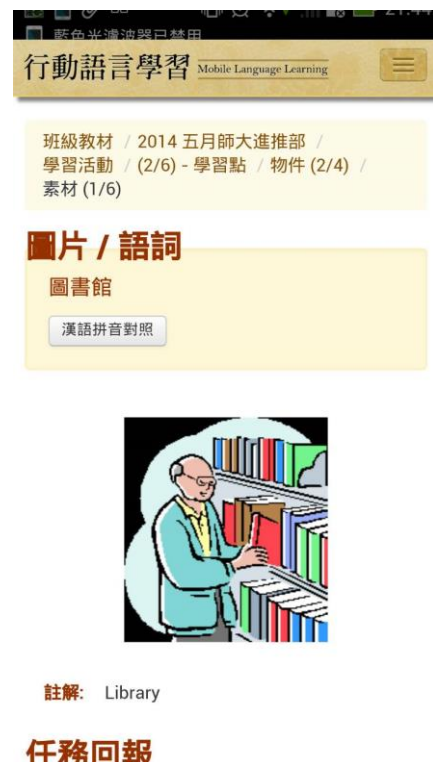 21:44
藍色光濾波器已禁用
行動語言學習 Mobile Language Learning
班級教材 / 2014 五月師大進推部 /
學習活動 / (2/6) - 學習點 / 物件 (2/4) /
素材 (1/6)
圖片 / 語詞
圖書館
漢語拼音對照
註解: Library
任務回報